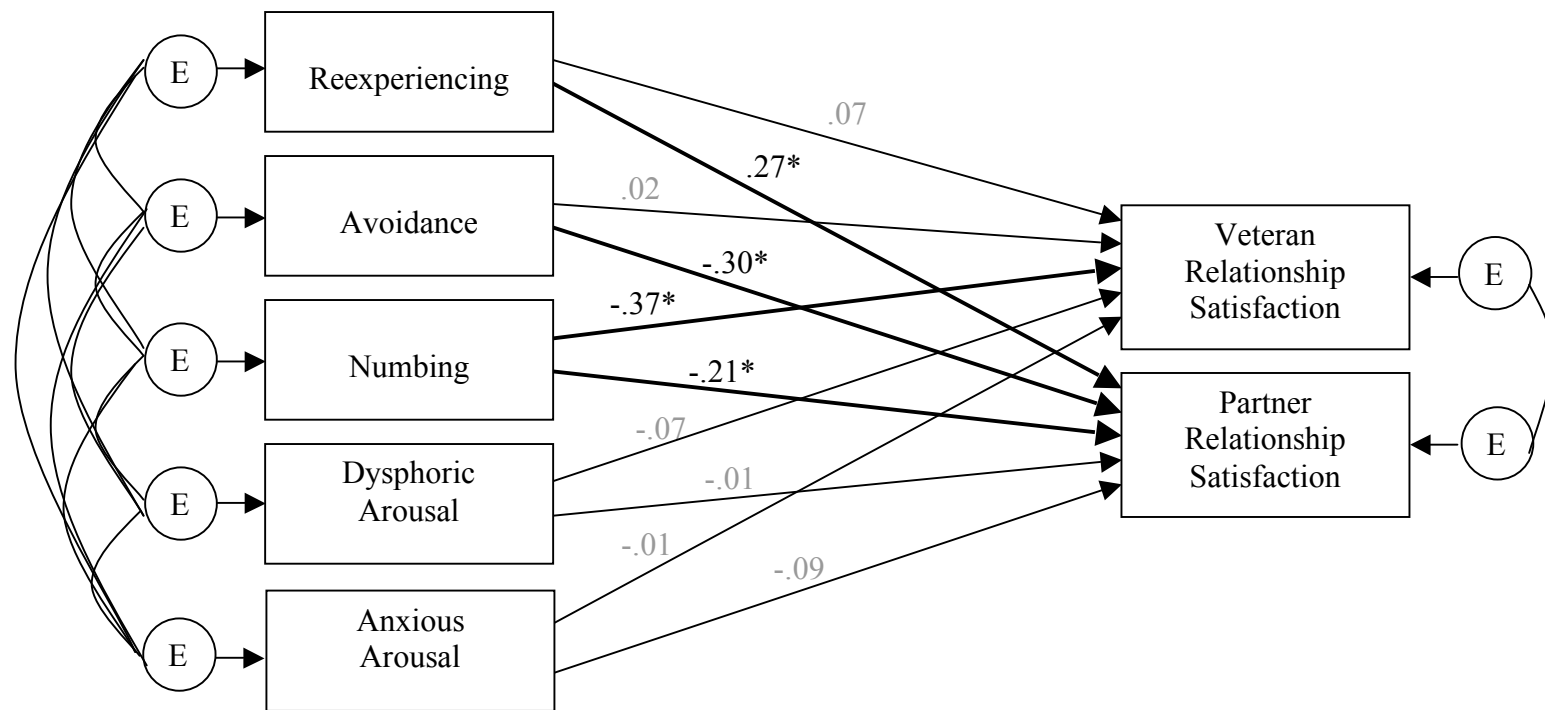 E
Reexperiencing
.07
.27*
E
Avoidance
.02
-.30*
Veteran
Relationship
Satisfaction
E
E
Numbing
-.37*
-.21*
Partner
Relationship
Satisfaction
E
E
Dysphoric
Arousal
-.07
-.01
E
Anxious
Arousal
-.01
-.09